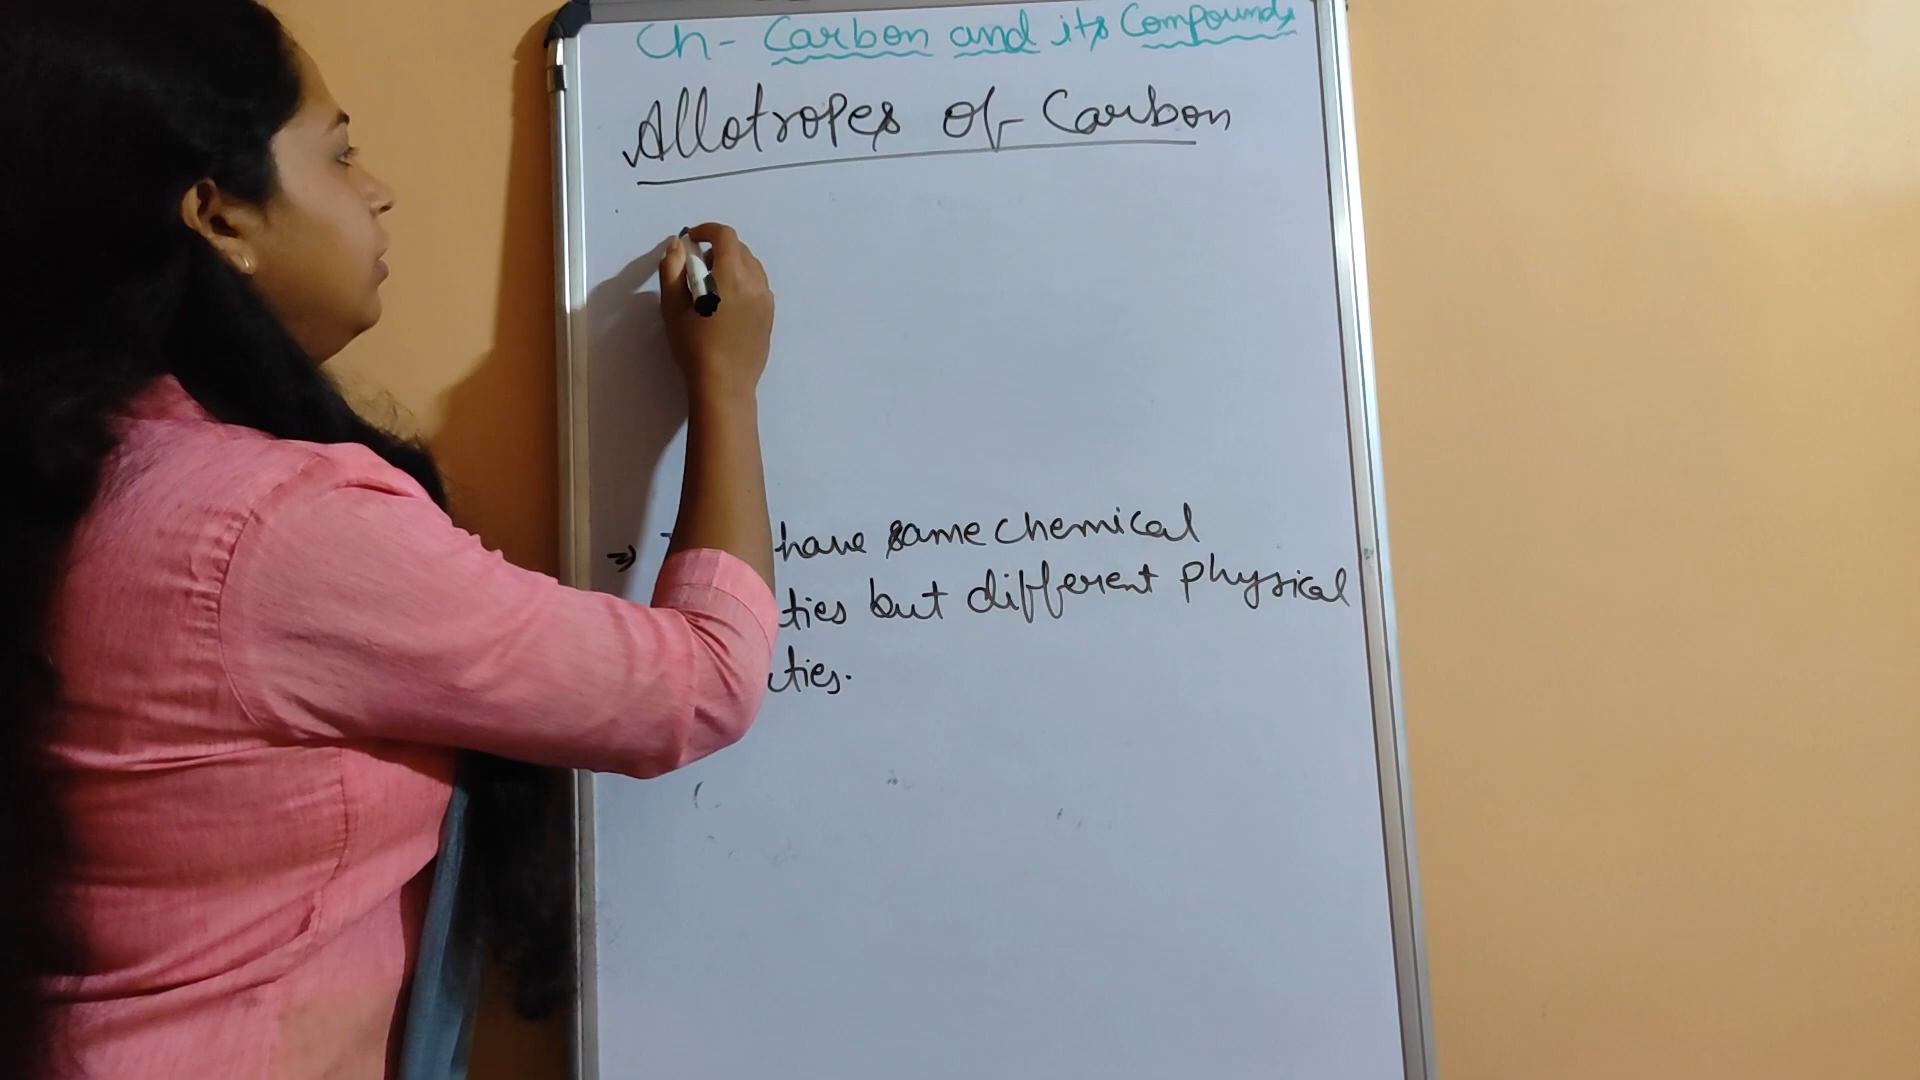 Ch- Carbon and its Compounds
Allotropes of Carbon
⇒ have same chemical
ties but different physical
ties.